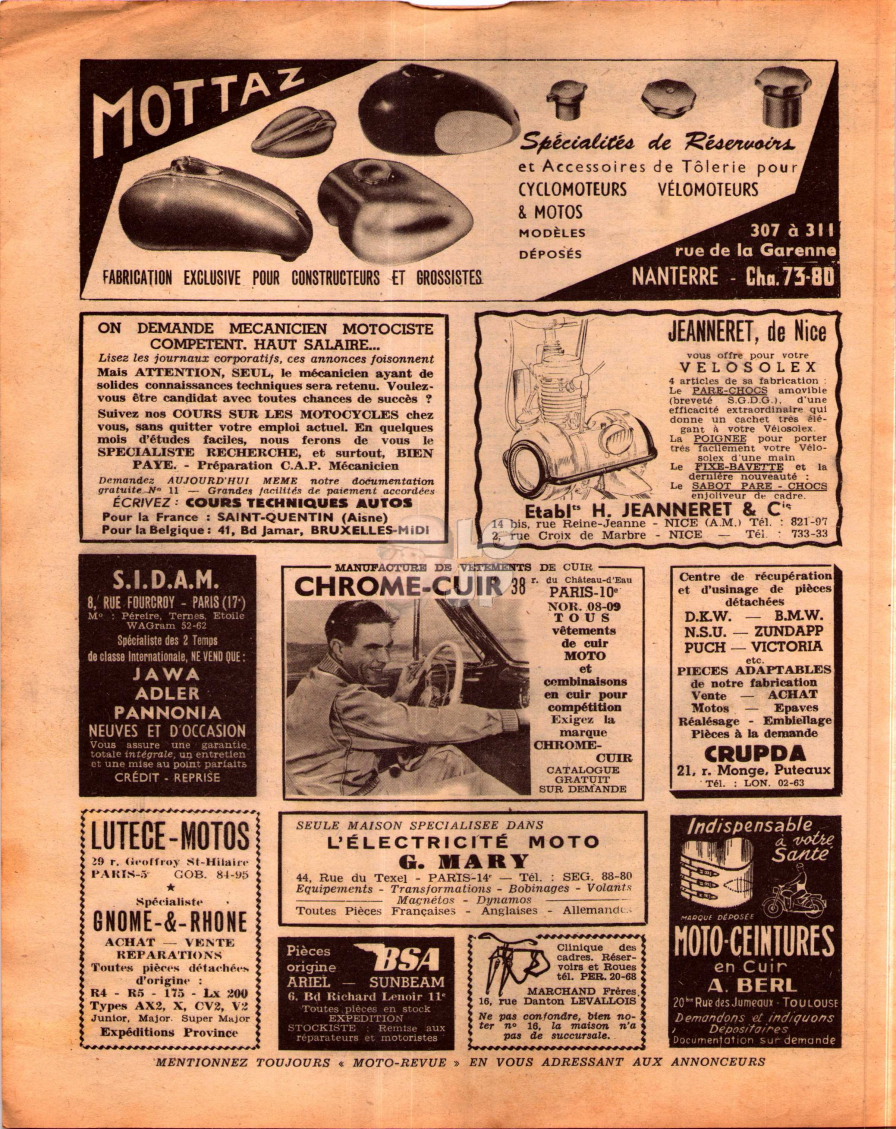 MOTTAZ
Spécialités de Réservoirs
et Accessoires de Tôlerie pour
CYCLOMOTEURS VÉLOMOTEURS
& MOTOS
MODÈLES
DÉPOSÉS
307 à 311
rue de la Garenne
NANTERRE - Cha. 73-80
FABRICATION EXCLUSIVE POUR CONSTRUCTEURS ET GROSSISTES
ON DEMANDE MECANICIEN MOTOCISTE
COMPETENT. HAUT SALAIRE...
Lisez les journaux corporatifs, ces annonces foisonnent
Mais ATTENTION, SEUL, le mécanicien ayant de
solides connaissances techniques sera retenu. Voulez-
vous être candidat avec toutes chances de succès ?
Suivez nos COURS SUR LES MOTOCYCLES chez
vous, sans quitter votre emploi actuel. En quelques
mois d'études faciles, nous ferons de vous le
SPECIALISTE RECHERCHE, et surtout, BIEN
PAYE. - Préparation C.A.P. Mécanicien
Demandez AUJOURD'HUI MEME notre documentation
gratuite N° 11 — Grandes facilités de paiement accordées
ÉCRIVEZ : COURS TECHNIQUES AUTOS
Pour la France : SAINT-QUENTIN (Aisne)
Pour la Belgique : 41, Bd Jamar, BRUXELLES-MIDI
JEANNERET, de Nice
vous offre pour votre
VELOSOLEX
4 articles de sa fabrication :
Le PARE-CHOCS amovible
(breveté S.G.D.G.), d'une
efficacité extraordinaire qui
donne un cachet très élé-
gant à votre Vélosolex.
La POIGNEE pour porter
très facilement votre Vélo-
solex d'une main
Le FIXE-BAVETTE et la
dernière nouveauté :
Le SABOT PARE-CHOCS
enjoliveur de cadre.
Etabl^ts H. JEANNERET & C^ie
14 bis, rue Reine-Jeanne - NICE (A.M.) Tél. : 821-97
2, rue Croix de Marbre - NICE — Tél. : 733-33
S.I.D.A.M.
8, RUE FOURCROY - PARIS (17e)
M° : Péreire, Ternes, Etoile
WAGram 52-62
Spécialiste des 2 Temps
de classe Internationale, NE VEND QUE :
JAWA
ADLER
PANNONIA
NEUVES ET D'OCCASION
Vous assure une garantie
totale intégrale, un entretien
et une mise au point parfaits
CRÉDIT - REPRISE
MANUFACTURE DE VETEMENTS DE CUIR
CHROME-CUIR 38 r. du Château-d'Eau
PARIS-10e
NOR. 08-09
TOUS
vêtements
de cuir
MOTO
et
combinaisons
en cuir pour
compétition
Exigez la
marque
CHROME-
CUIR
CATALOGUE
GRATUIT
SUR DEMANDE
Centre de récupération
et d'usinage de pièces
détachées
D.K.W. — B.M.W.
N.S.U. — ZUNDAPP
PUCH — VICTORIA
etc.
PIECES ADAPTABLES
de notre fabrication
Vente — ACHAT
Motos — Epaves
Réalésage - Embiellage
Pièces à la demande
CRUPDA
21, r. Monge, Puteaux
Tél. : LON. 02-63
LUTECE-MOTOS
29 r. Geoffroy St-Hilaire
PARIS-5e GOB. 84-95
★
Spécialiste
GNOME-&-RHONE
ACHAT — VENTE
REPARATIONS
Toutes pièces détachées
d'origine :
R4 - R5 - 175 - Lx 200
Types AX2, X, CV2, V2
Junior, Major, Super Major
Expéditions Province
SEULE MAISON SPECIALISEE DANS
L'ÉLECTRICITÉ MOTO
G. MARY
44, Rue du Texel - PARIS-14e — Tél. : SEG. 88-80
Equipements - Transformations - Bobinages - Volants
Magnétos - Dynamos
Toutes Pièces Françaises - Anglaises - Allemandes
Pièces
origine BSA
ARIEL — SUNBEAM
6, Bd Richard Lenoir 11e
Toutes pièces en stock
EXPEDITION
STOCKISTE : Remise aux
réparateurs et motoristes
Clinique des
cadres. Réser-
voirs et Roues
tél. PER. 20-68
MARCHAND Frères
16, rue Danton LEVALLOIS
Ne pas confondre, bien no-
ter n° 16, la maison n'a
pas de succursale.
Indispensable
à votre
Santé
MARQUE DÉPOSÉE
MOTO-CEINTURES
en Cuir
A. BERL
20bis Rue des Jumeaux - TOULOUSE
Demandons et indiquons
Dépositaires
Documentation sur demande
MENTIONNEZ TOUJOURS « MOTO-REVUE » EN VOUS ADRESSANT AUX ANNONCEURS